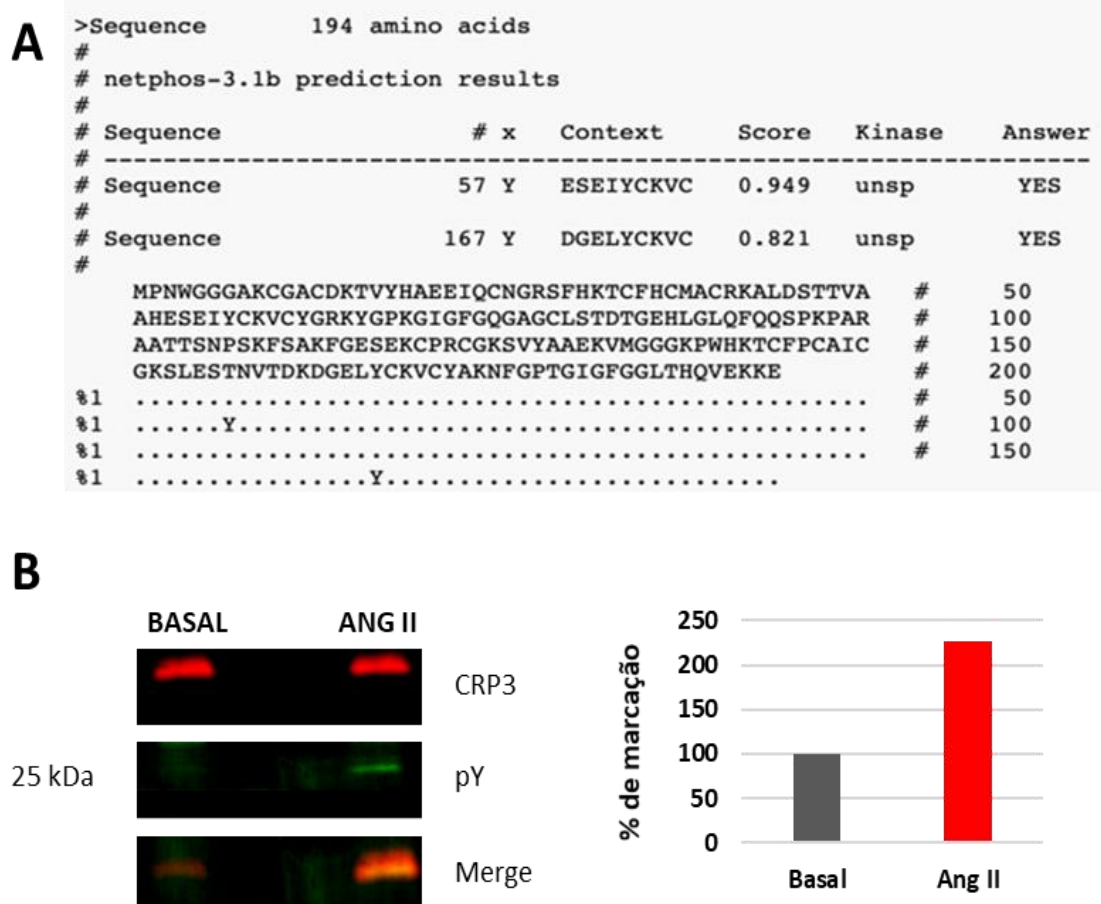 A
>Sequence 194 amino acids
#
# netphos-3.1b prediction results
#
# Sequence # x Context Score Kinase Answer
# ---------------------------------------------------------------------------
# Sequence 57 Y ESEIYCKVC 0.949 unsp YES
#
# Sequence 167 Y DGELYCKVC 0.821 unsp YES
#
MPNWGGGAKCGACDKTVYHAEEIQCNGRSFHKTCFHCMACRKALDSTTVA # 50
AHESEIYCKVCYGRKYGPKGIGFGQGAGCLSTDTGEHLGLQFQQSPKPAR # 100
AATTSNPSKFSAKFGESEKCPRCGKSVYAAEKVMGGGKPWHKTCFPCAIC # 150
GKSLESTNVTDKDGELYCKVCYAKNFGPTGIGFGGLTHQVEKKE # 200
%1 .................................................. # 50
%1 ......Y........................................... # 100
%1 .................................................. # 150
%1 ................Y...........................
B
BASAL ANG II
CRP3
25 kDa
pY
Merge
% de marcação
250
200
150
100
50
0
Basal Ang II